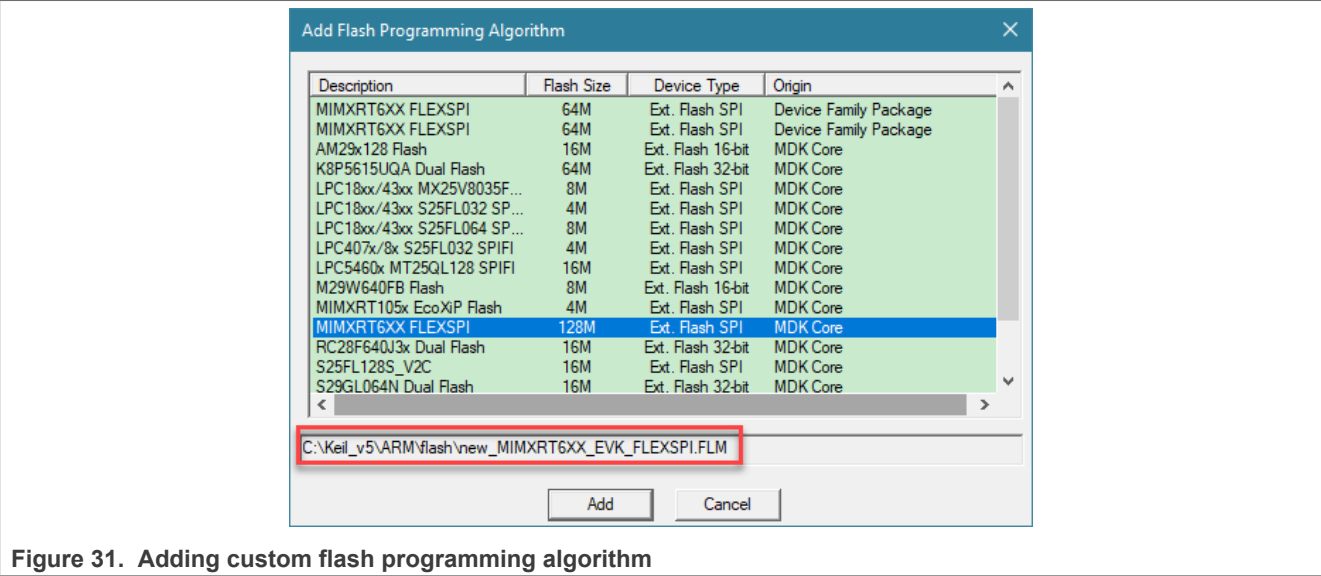 Add Flash Programming Algorithm
Description Flash Size Device Type Origin
MIMXRT6XX FLEXSPI 64M Ext. Flash SPI Device Family Package
MIMXRT6XX FLEXSPI 64M Ext. Flash SPI Device Family Package
AM29x128 Flash 16M Ext. Flash 16-bit MDK Core
K8P5615UQA Dual Flash 64M Ext. Flash 32-bit MDK Core
LPC18xx/43xx MX25V8035F... 8M Ext. Flash SPI MDK Core
LPC18xx/43xx S25FL032 SP... 4M Ext. Flash SPI MDK Core
LPC18xx/43xx S25FL064 SP... 8M Ext. Flash SPI MDK Core
LPC407x/8x S25FL032 SPIFI 4M Ext. Flash SPI MDK Core
LPC5460x MT25QL128 SPIFI 16M Ext. Flash SPI MDK Core
M29W640FB Flash 8M Ext. Flash 16-bit MDK Core
MIMXRT105x EcoXiP Flash 4M Ext. Flash SPI MDK Core
MIMXRT6XX FLEXSPI 128M Ext. Flash SPI MDK Core
RC28F640J3x Dual Flash 16M Ext. Flash 32-bit MDK Core
S25FL128S_V2C 16M Ext. Flash SPI MDK Core
S29GL064N Dual Flash 16M Ext. Flash 32-bit MDK Core
C:\Keil_v5\ARM\flash\new_MIMXRT6XX_EVK_FLEXSPI.FLM
Add Cancel
Figure 31. Adding custom flash programming algorithm